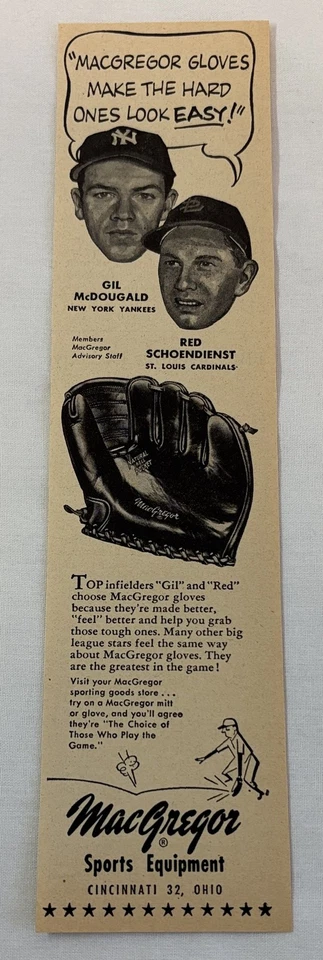 "MACGREGOR GLOVES
MAKE THE HARD
ONES LOOK EASY!"
NY
GIL
McDOUGALD
NEW YORK YANKEES
RED
SCHOENDIENST
ST. LOUIS CARDINALS
Members
MacGregor
Advisory Staff
NATURAL
POCKET
MacGregor
TOP infielders "Gil" and "Red"
choose MacGregor gloves
because they're made better,
"feel" better and help you grab
those tough ones. Many other big
league stars feel the same way
about MacGregor gloves. They
are the greatest in the game!
Visit your MacGregor
sporting goods store . . .
try on a MacGregor mitt
or glove, and you'll agree
they're "The Choice of
Those Who Play the
Game."
MacGregor
®
Sports Equipment
CINCINNATI 32, OHIO